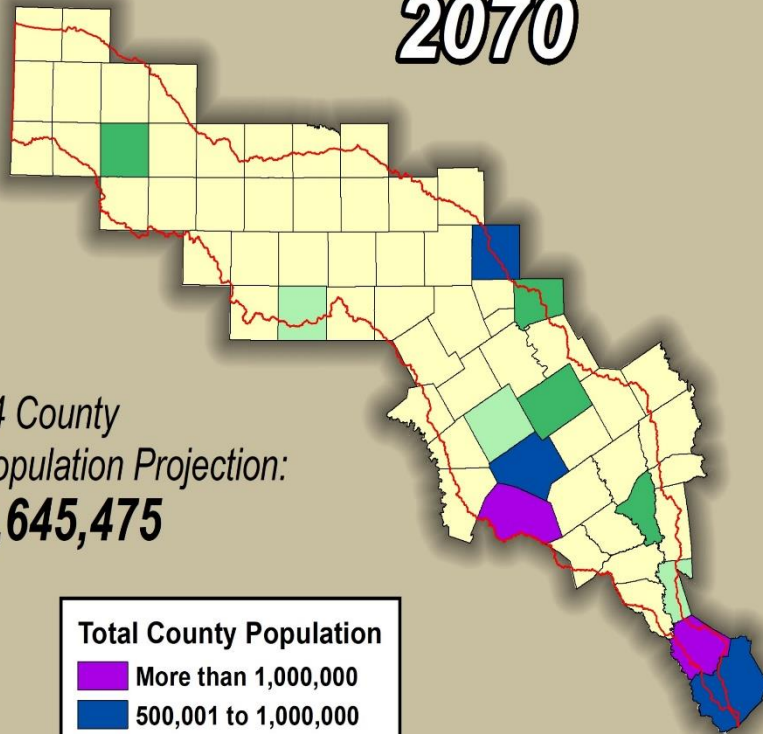 2070
4 County
opulation Projection:
,645,475
Total County Population
More than 1,000,000
500,001 to 1,000,000